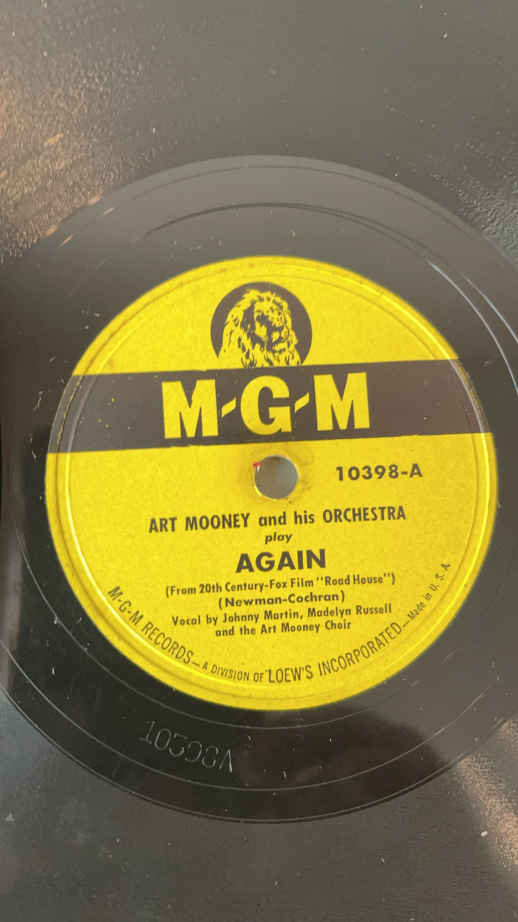 M-G-M
10398-A
ART MOONEY and his ORCHESTRA
play
AGAIN
(From 20th Century-Fox Film "Road House")
(Newman-Cochran)
Vocal by Johnny Martin, Madelyn Russell
and the Art Mooney Choir
M-G-M RECORDS—A DIVISION OF LOEW'S INCORPORATED—Made in U. S. A.